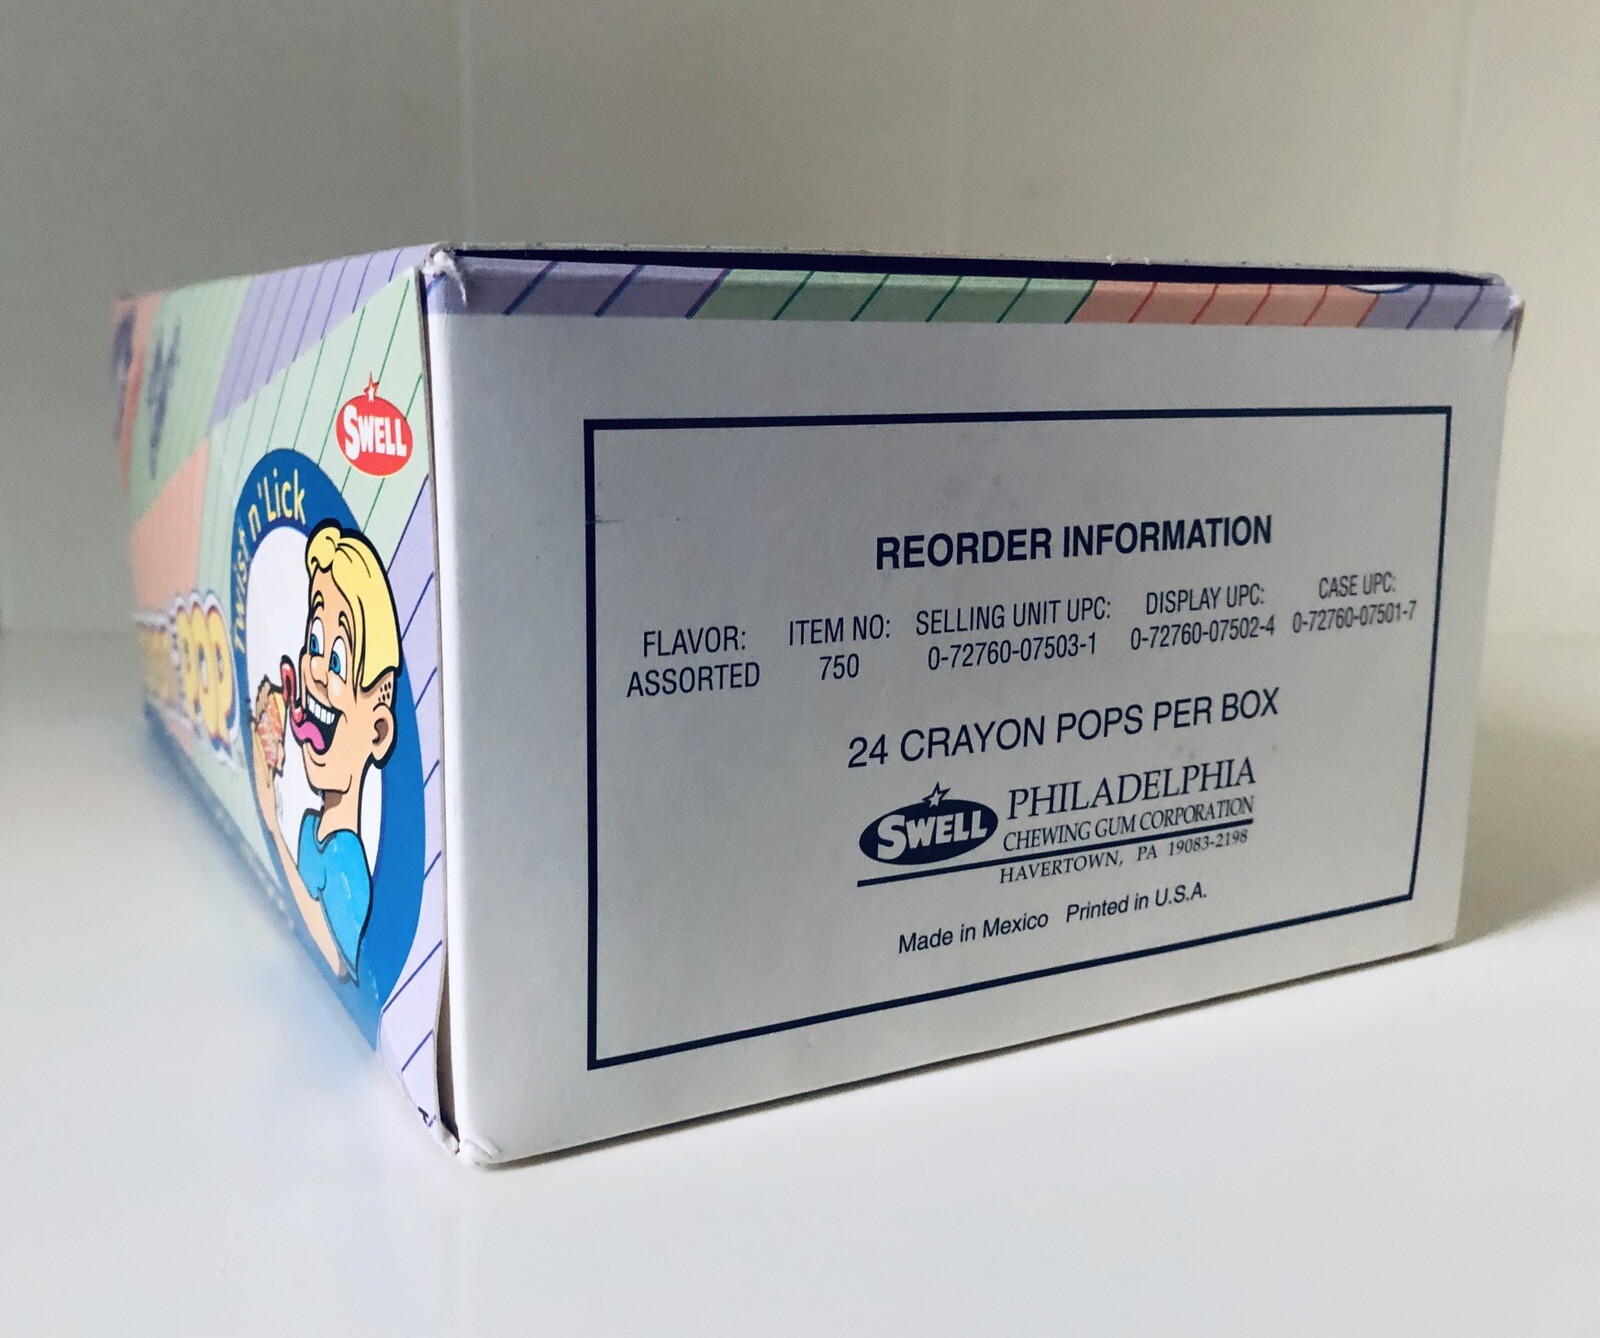 SWELL
Twist n' Lick
POP
REORDER INFORMATION
FLAVOR: ITEM NO: SELLING UNIT UPC: DISPLAY UPC: CASE UPC:
ASSORTED 750 0-72760-07503-1 0-72760-07502-4 0-72760-07501-7
24 CRAYON POPS PER BOX
SWELL PHILADELPHIA
CHEWING GUM CORPORATION
HAVERTOWN, PA 19083-2198
Made in Mexico Printed in U.S.A.